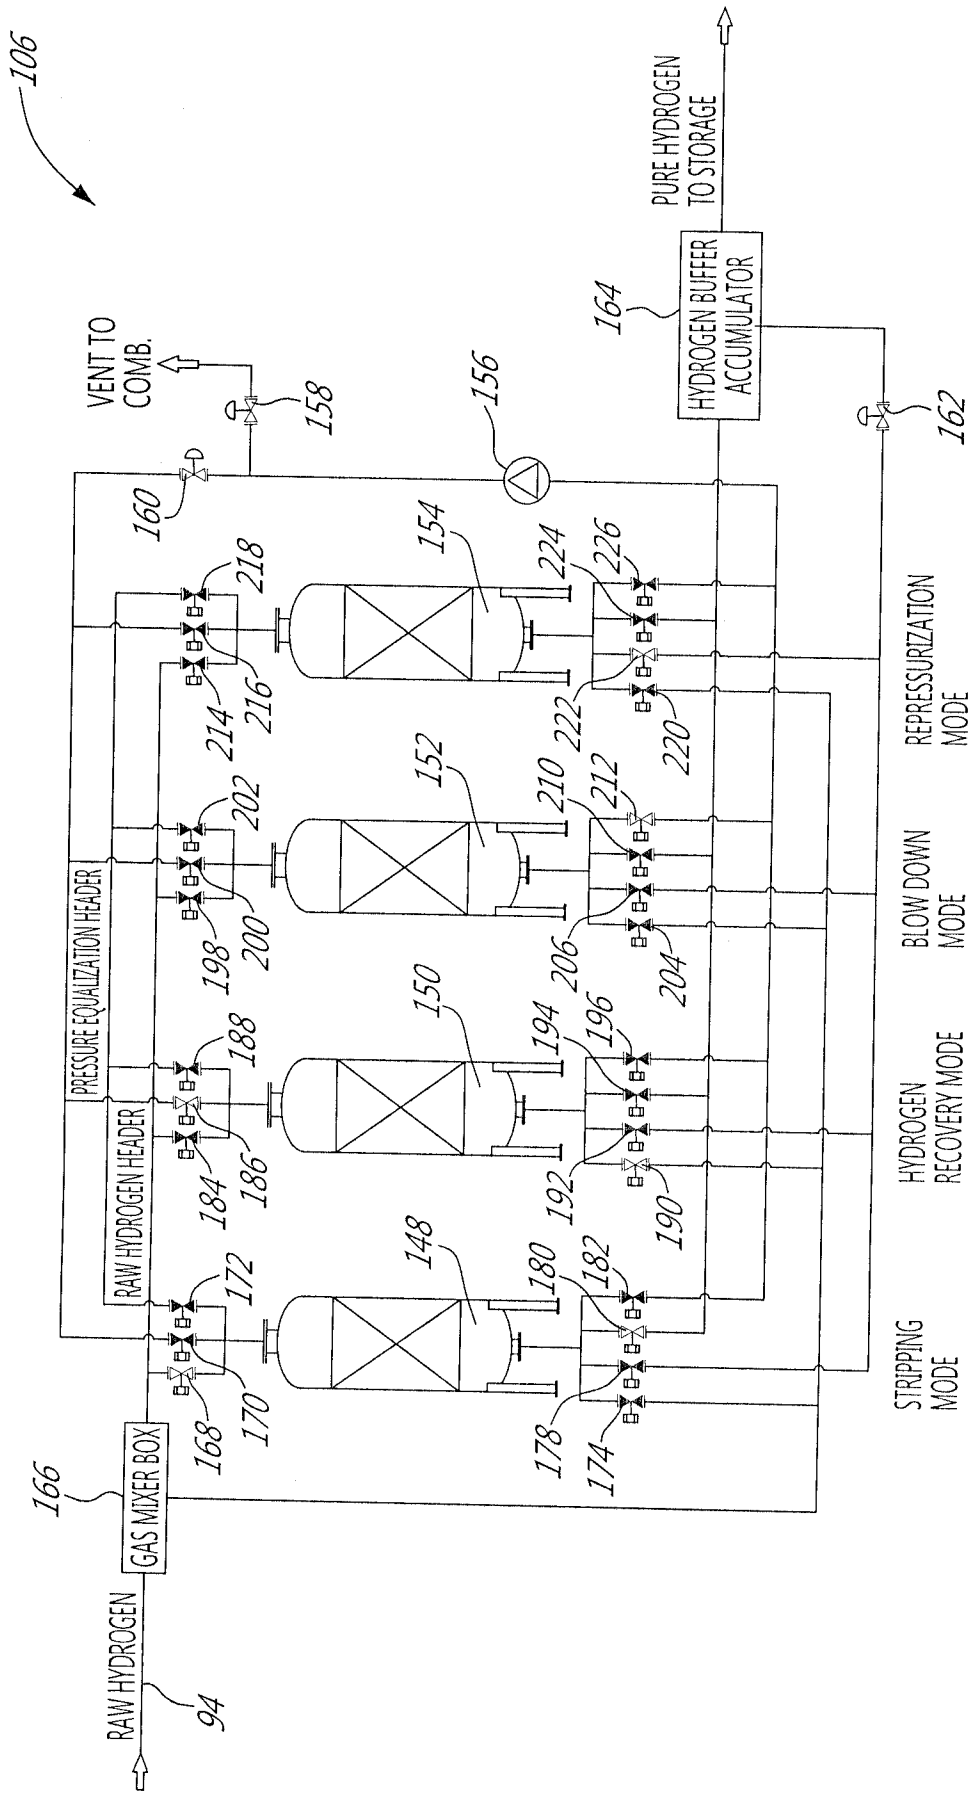 106
RAW HYDROGEN
94
166
GAS MIXER BOX
RAW HYDROGEN HEADER
PRESSURE EQUALIZATION HEADER
VENT TO
COMB.
158
160
156
164
HYDROGEN BUFFER
ACCUMULATOR
PURE HYDROGEN
TO STORAGE
162
168
170
172
184
186
188
198
200
202
214
216
218
148
150
152
154
174
178
180
182
190
192
194
196
204
206
210
212
220
222
224
226
STRIPPING
MODE
HYDROGEN
RECOVERY MODE
BLOW DOWN
MODE
REPRESSURIZATION
MODE